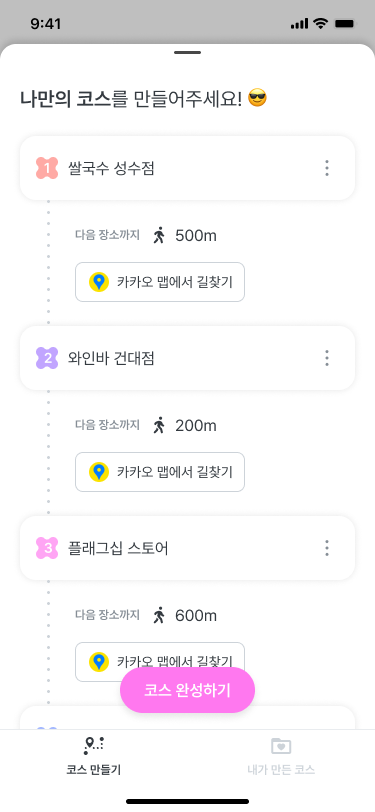 9:41
나만의 코스를 만들어주세요! 😎
1 쌀국수 성수점
다음 장소까지 500m
카카오 맵에서 길찾기
2 와인바 건대점
다음 장소까지 200m
카카오 맵에서 길찾기
3 플래그십 스토어
다음 장소까지 600m
카카오 맵에서 길찾기
코스 완성하기
코스 만들기
내가 만든 코스